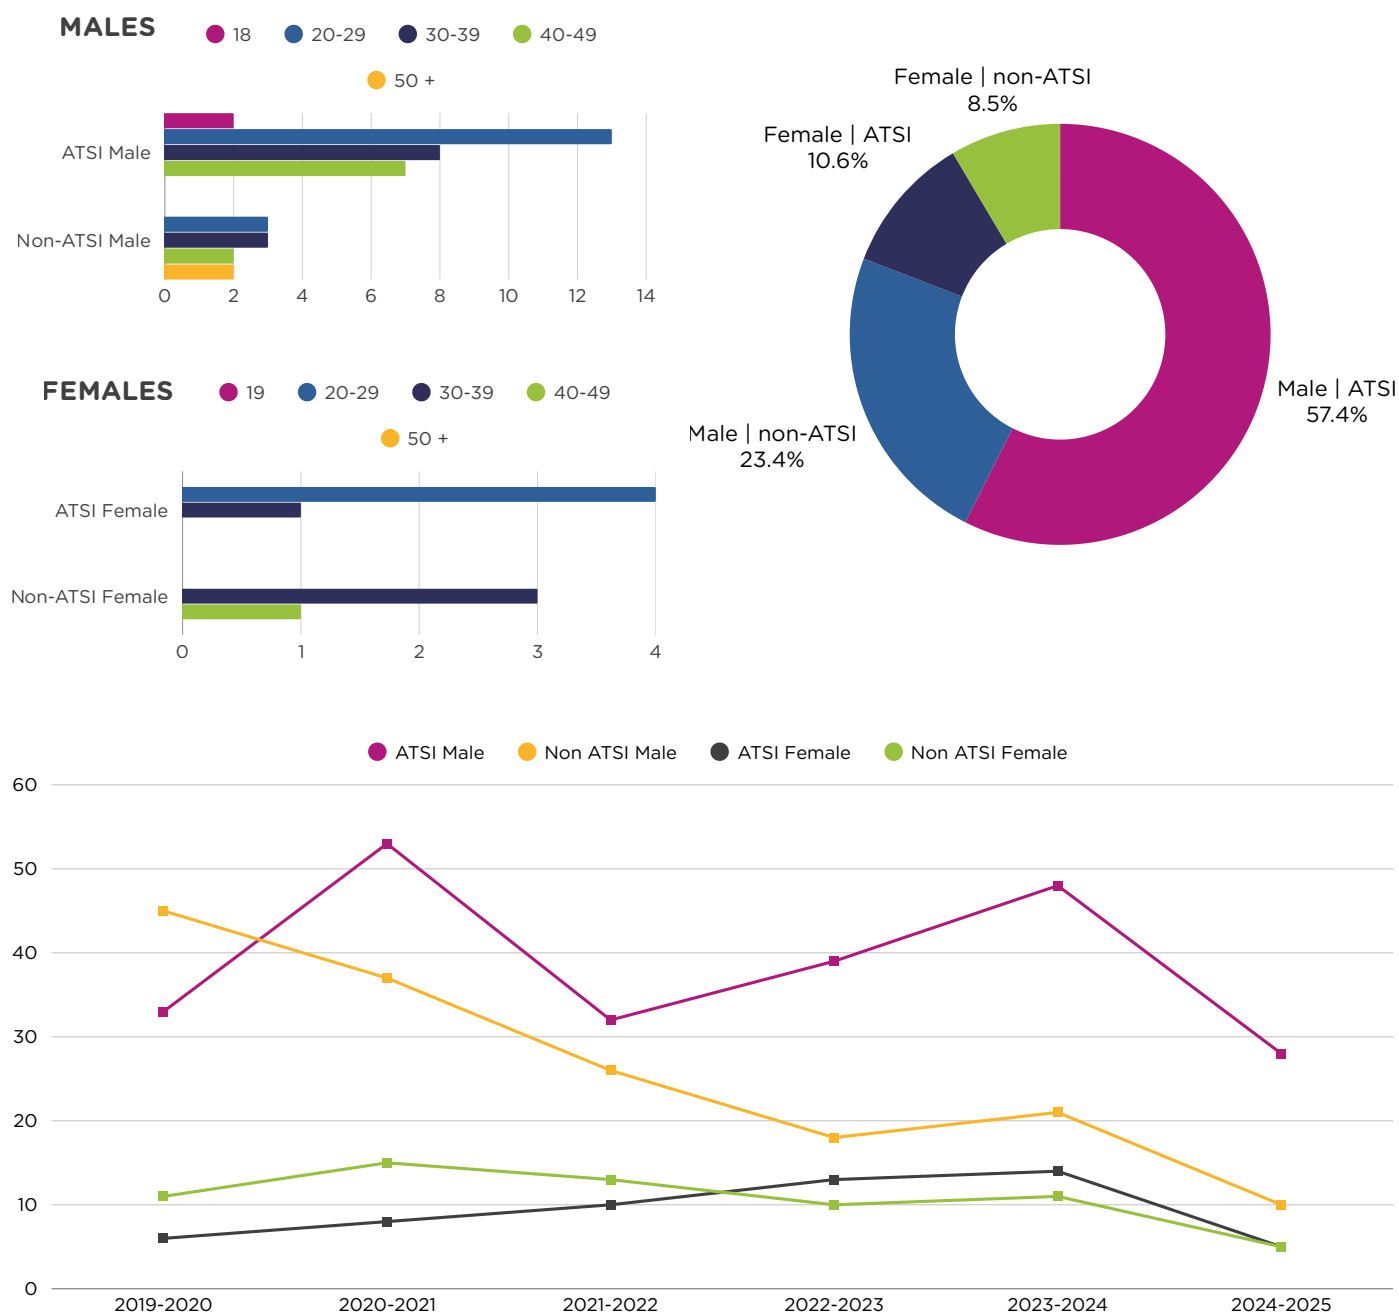 MALES
18
20-29
30-39
40-49
50 +
ATSI Male
Non-ATSI Male
0 2 4 6 8 10 12 14
FEMALES
19
20-29
30-39
40-49
50 +
ATSI Female
Non-ATSI Female
0 1 2 3 4
Female | non-ATSI
8.5%
Female | ATSI
10.6%
Male | non-ATSI
23.4%
Male | ATSI
57.4%
ATSI Male
Non ATSI Male
ATSI Female
Non ATSI Female
60
50
40
30
20
10
0
2019-2020 2020-2021 2021-2022 2022-2023 2023-2024 2024-2025